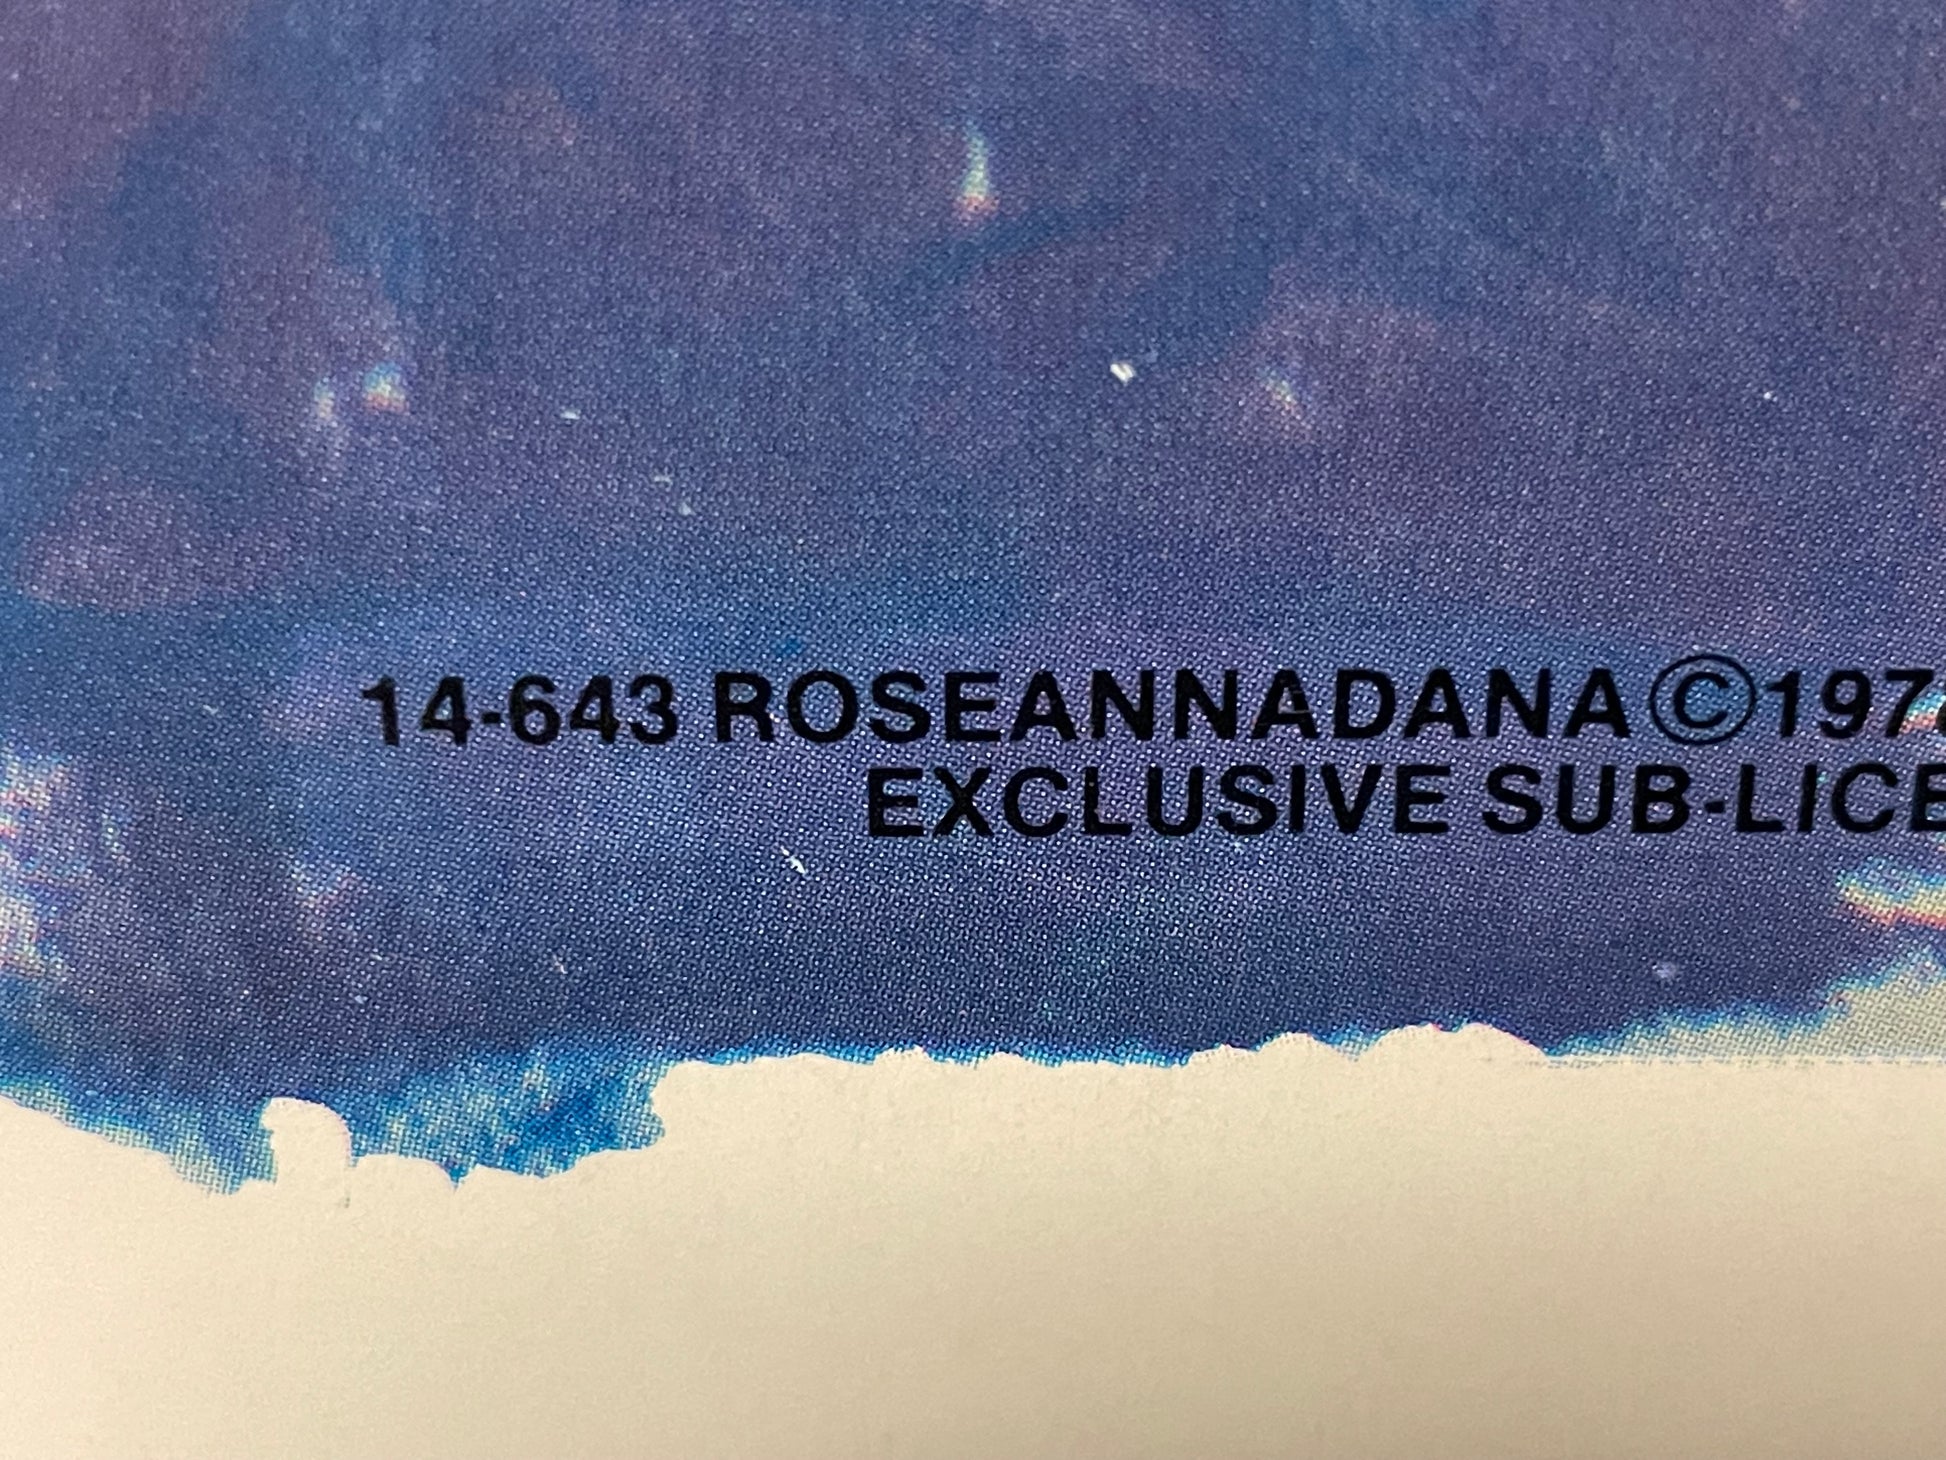 14-643 ROSEANNADANA © 197
EXCLUSIVE SUB-LICE